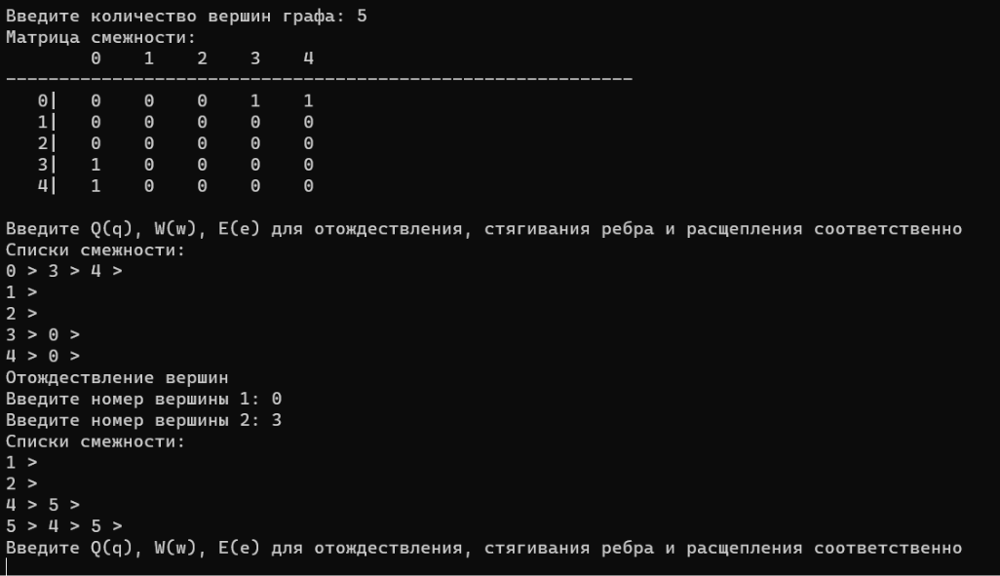 Введите количество вершин графа: 5
Матрица смежности:
        0    1    2    3    4
-----------------------------------------------------------
   0|   0    0    0    1    1
   1|   0    0    0    0    0
   2|   0    0    0    0    0
   3|   1    0    0    0    0
   4|   1    0    0    0    0
Введите Q(q), W(w), E(e) для отождествления, стягивания ребра и расщепления соответственно
Списки смежности:
0 > 3 > 4 >
1 >
2 >
3 > 0 >
4 > 0 >
Отождествление вершин
Введите номер вершины 1: 0
Введите номер вершины 2: 3
Списки смежности:
1 >
2 >
4 > 5 >
5 > 4 > 5 >
Введите Q(q), W(w), E(e) для отождествления, стягивания ребра и расщепления соответственно